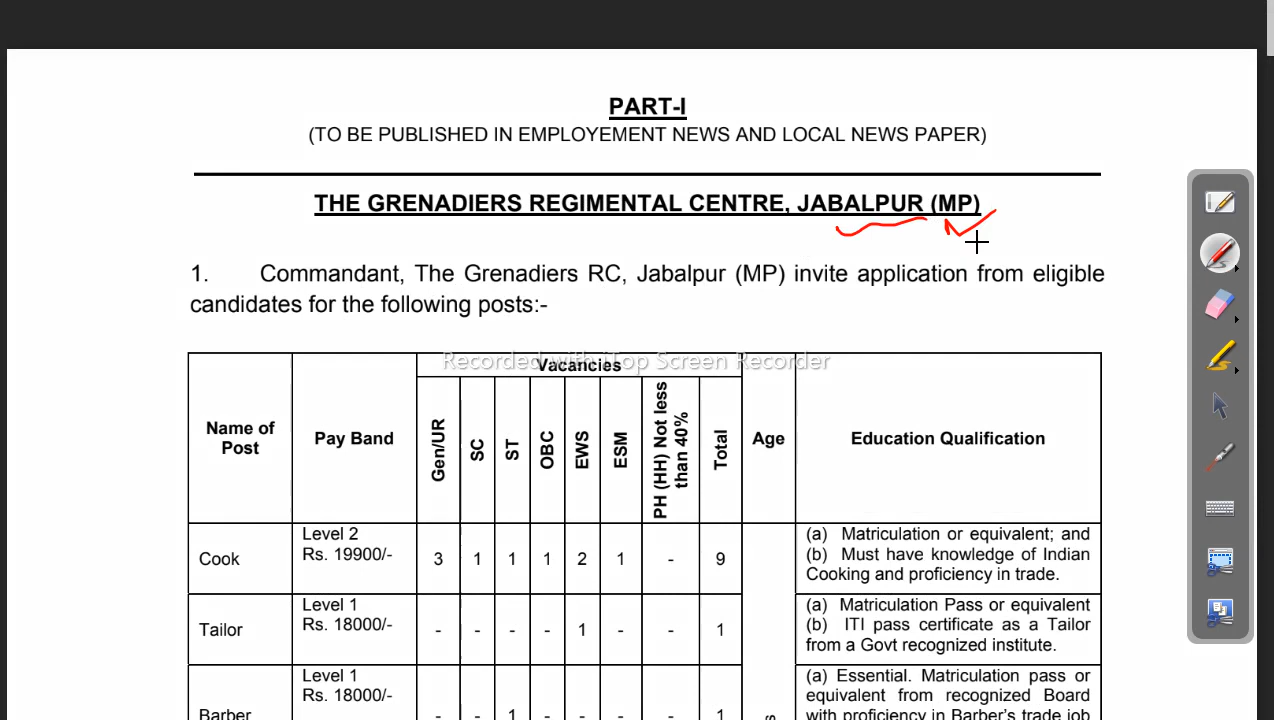 PART-I
(TO BE PUBLISHED IN EMPLOYEMENT NEWS AND LOCAL NEWS PAPER)
THE GRENADIERS REGIMENTAL CENTRE, JABALPUR (MP)
1. Commandant, The Grenadiers RC, Jabalpur (MP) invite application from eligible
candidates for the following posts:-
Recorded with iTop Screen Recorder
Name of
Post
Pay Band
Vacancies
Gen/UR
SC
ST
OBC
EWS
ESM
PH (HH) Not less
than 40%
Total
Age
Education Qualification
Cook
Level 2
Rs. 19900/-
3 1 1 1 2 1 - 9
(a) Matriculation or equivalent; and
(b) Must have knowledge of Indian
Cooking and proficiency in trade.
Tailor
Level 1
Rs. 18000/-
- - - - 1 - - 1
(a) Matriculation Pass or equivalent
(b) ITI pass certificate as a Tailor
from a Govt recognized institute.
Barber
Level 1
Rs. 18000/-
- - 1 - - - - 1
(a) Essential. Matriculation pass or
equivalent from recognized Board
with proficiency in Barber's trade job